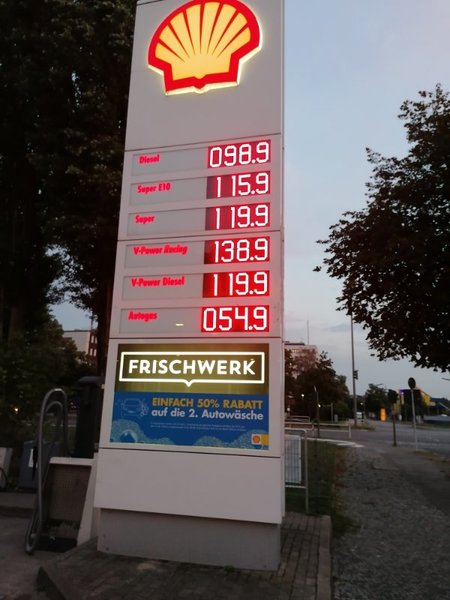 Diesel 098.9
Super E10 115.9
Super 119.9
V-Power Racing 138.9
V-Power Diesel 119.9
Autogas 054.9
FRISCHWERK
EINFACH 50% RABATT
auf die 2. Autowäsche